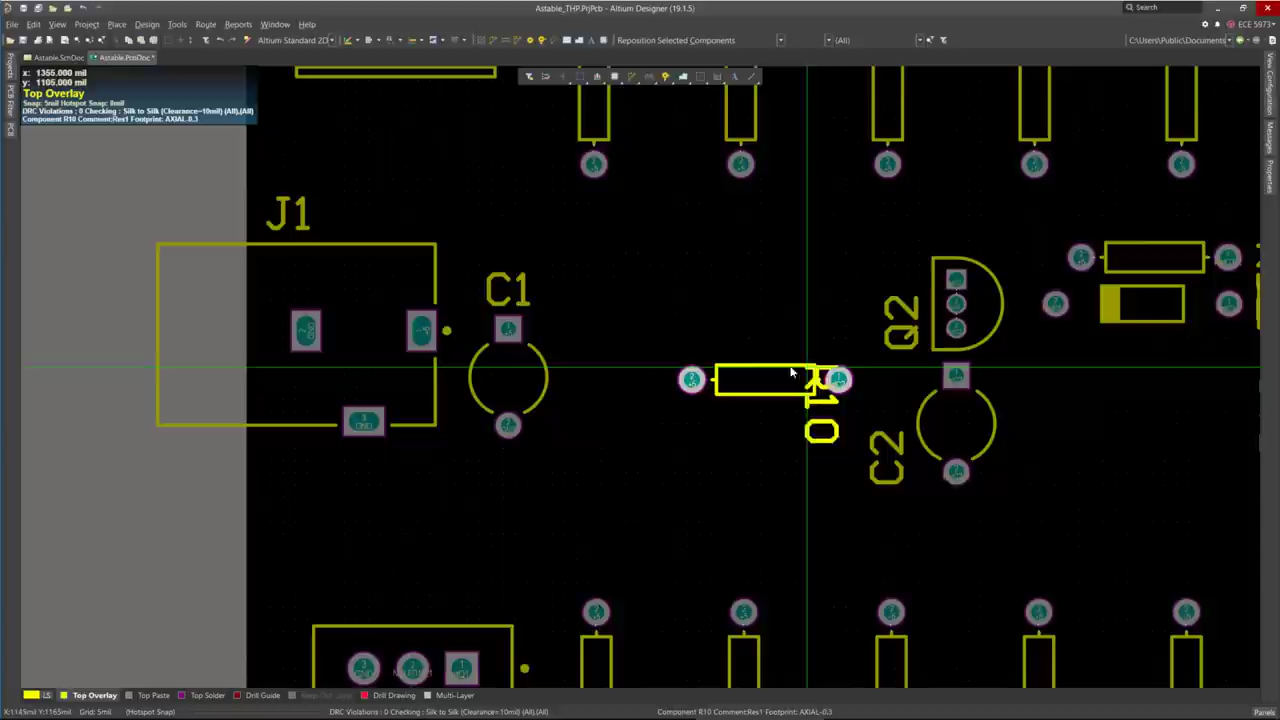 Astable_THP.PrjPcb - Altium Designer (19.1.5)
Search
File Edit View Project Place Design Tools Route Reports Window Help
ECE 5973
Altium Standard 2D
Reposition Selected Components
(All)
C:\Users\Public\Documents\
Astable.SchDoc
Astable.PcbDoc *
x: 1355.000 mil
y: 1105.000 mil
Top Overlay
Snap: 5mil Hotspot Snap: 8mil
DRC Violations : 0 Checking : Silk to Silk (Clearance=10mil) (All),(All)
Component R10 Comment:Res1 Footprint: AXIAL-0.3
Projects
PCB Filter
PCB
View Configuration
Messages
Properties
J1
C1
R10
Q2
C2
LS
Top Overlay
Top Paste
Top Solder
Drill Guide
Keep-Out Layer
Drill Drawing
Multi-Layer
X:1145mil Y:1165mil Grid: 5mil
(Hotspot Snap)
DRC Violations : 0 Checking : Silk to Silk (Clearance=10mil) (All),(All)
Component R10 Comment:Res1 Footprint: AXIAL-0.3
Panels